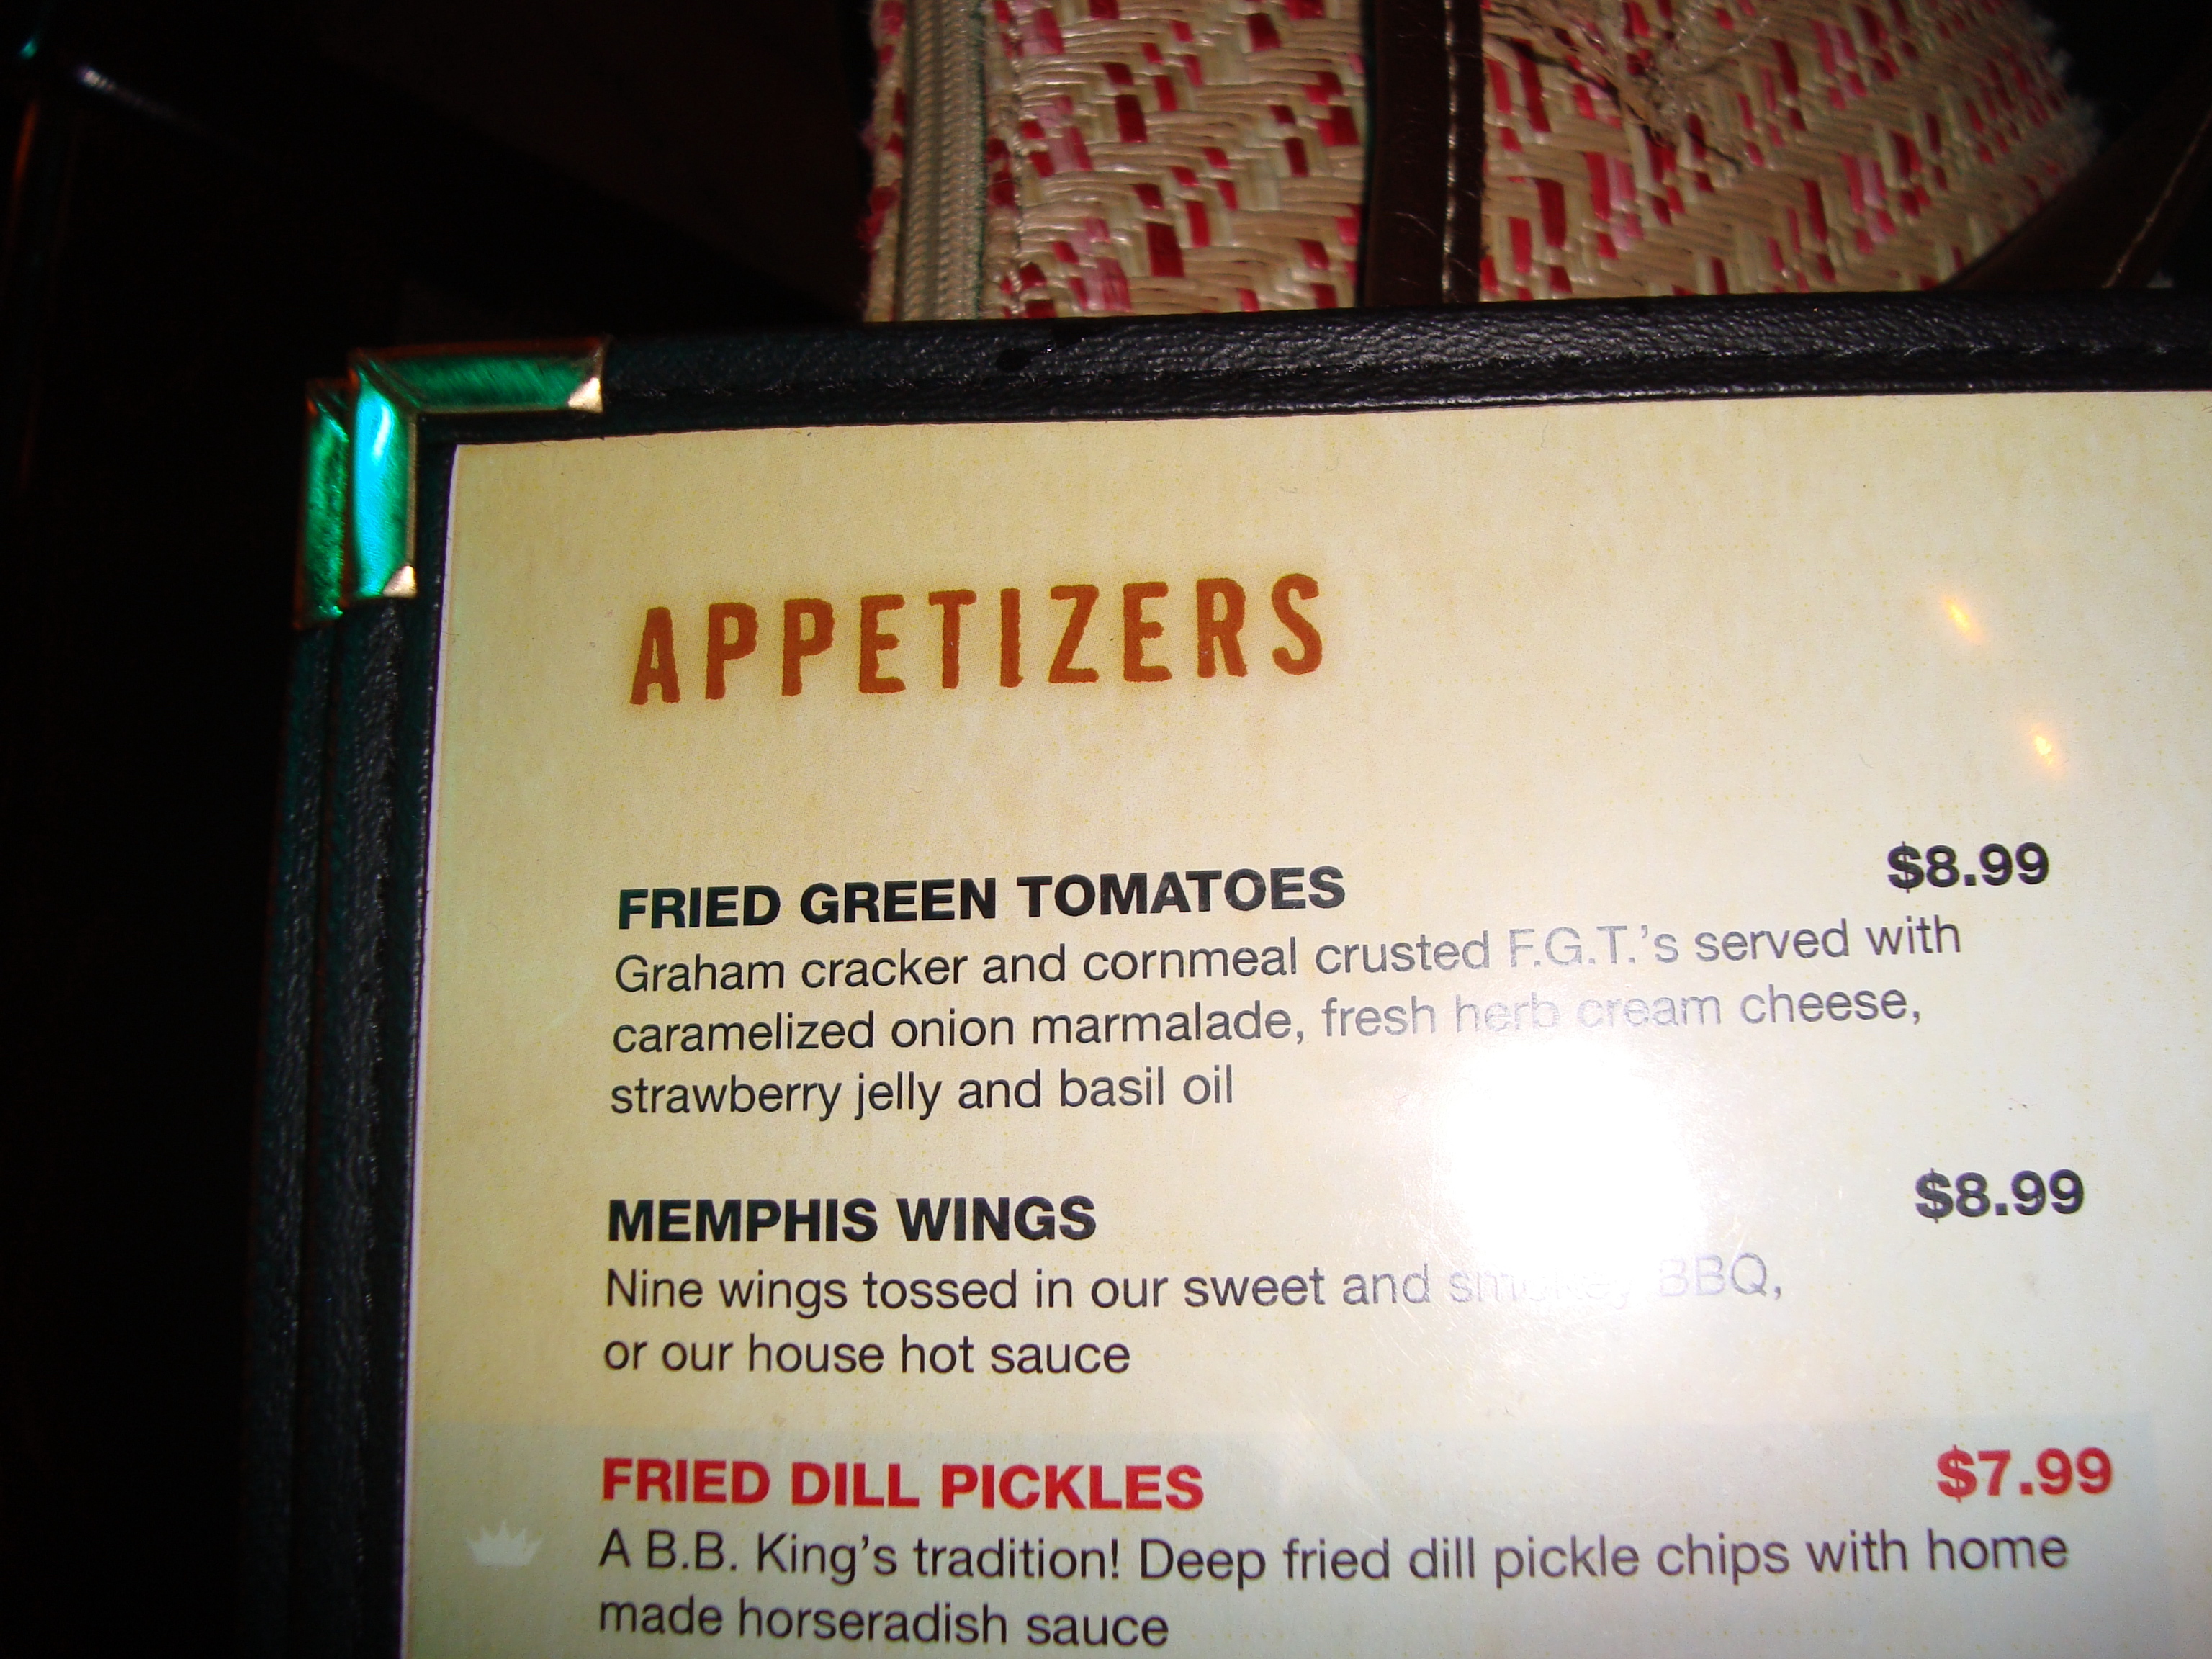 APPETIZERS
FRIED GREEN TOMATOES $8.99
Graham cracker and cornmeal crusted F.G.T.'s served with
caramelized onion marmalade, fresh herb cream cheese,
strawberry jelly and basil oil
MEMPHIS WINGS $8.99
Nine wings tossed in our sweet and smokey BBQ,
or our house hot sauce
FRIED DILL PICKLES $7.99
A B.B. King's tradition! Deep fried dill pickle chips with home
made horseradish sauce